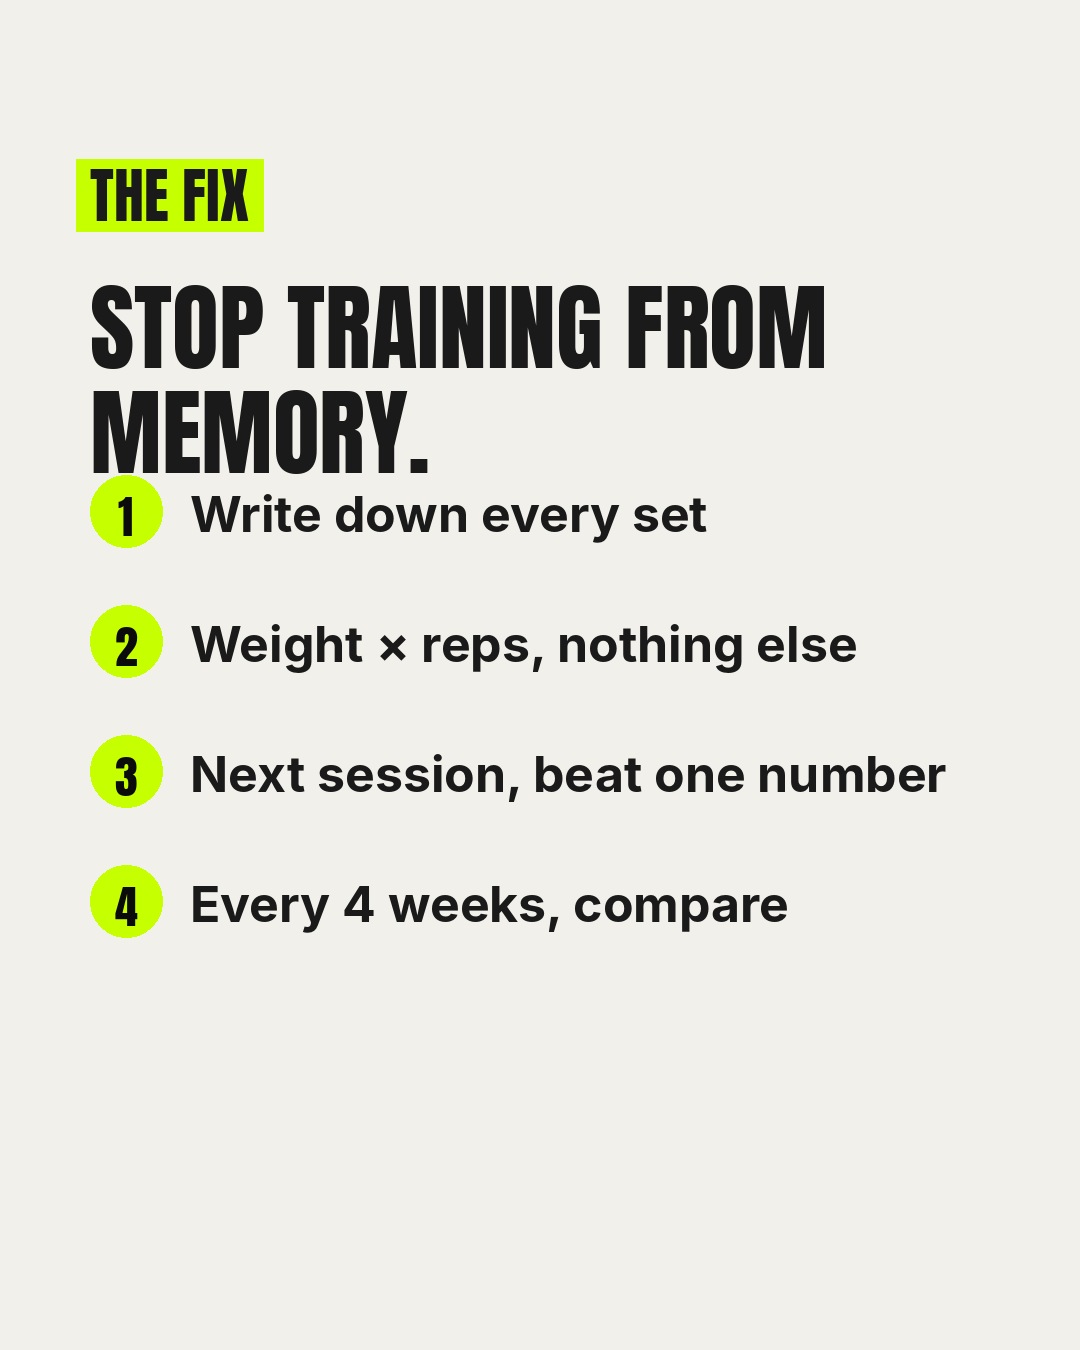 THE FIX
STOP TRAINING FROM
MEMORY.
1 Write down every set
2 Weight × reps, nothing else
3 Next session, beat one number
4 Every 4 weeks, compare